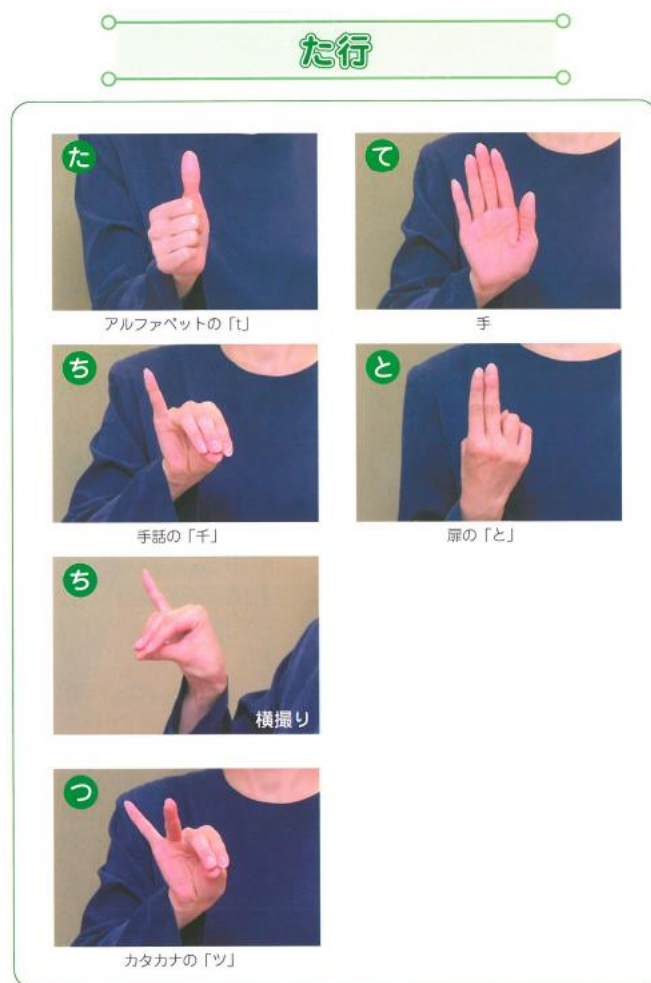 た行
た
アルファベットの「t」
ち
手話の「千」
ち
横撮り
つ
カタカナの「ツ」
て
手
と
扉の「と」